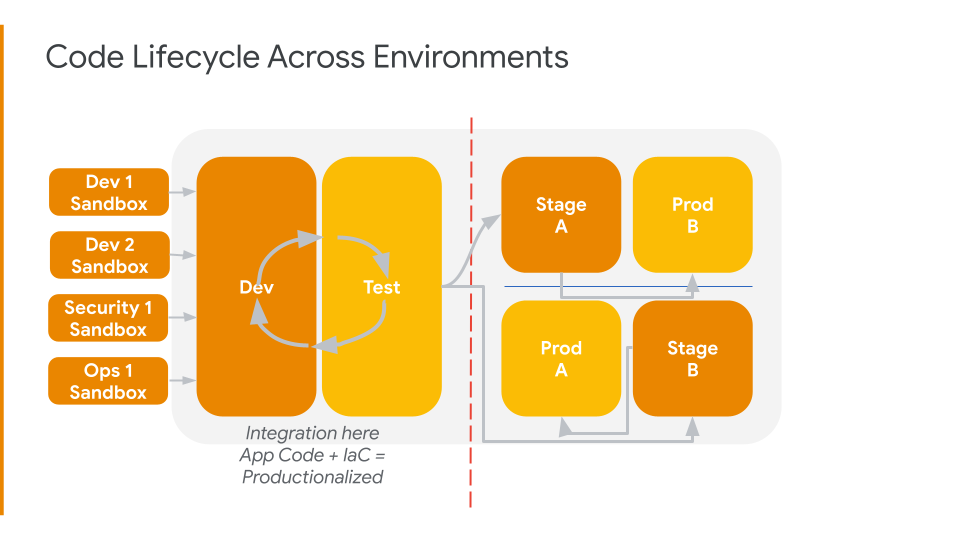 Code Lifecycle Across Environments
Dev 1
Sandbox
Dev 2
Sandbox
Security 1
Sandbox
Ops 1
Sandbox
Dev
Test
Stage
A
Prod
B
Prod
A
Stage
B
Integration here
App Code + IaC =
Productionalized